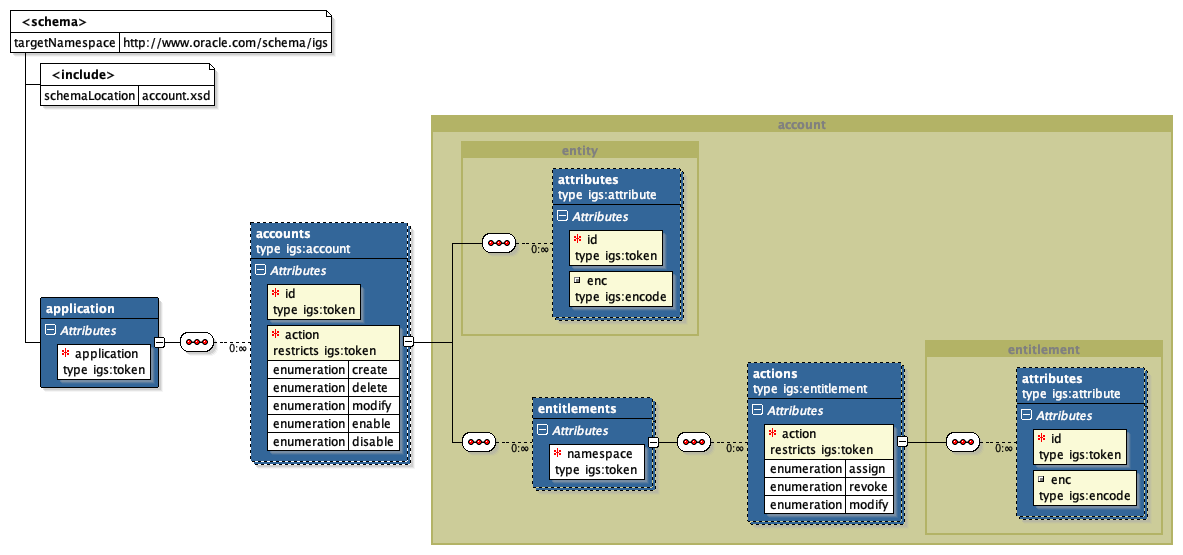 <schema>
targetNamespace http://www.oracle.com/schema/igs
<include>
schemaLocation account.xsd
application
Attributes
* application
type igs:token
accounts
type igs:account
Attributes
* id
type igs:token
* action
restricts igs:token
enumeration create
enumeration delete
enumeration modify
enumeration enable
enumeration disable
0:∞
account
entity
0:∞
attributes
type igs:attribute
Attributes
* id
type igs:token
enc
type igs:encode
0:∞
entitlements
Attributes
* namespace
type igs:token
0:∞
actions
type igs:entitlement
Attributes
* action
restricts igs:token
enumeration assign
enumeration revoke
enumeration modify
entitlement
0:∞
attributes
type igs:attribute
Attributes
* id
type igs:token
enc
type igs:encode